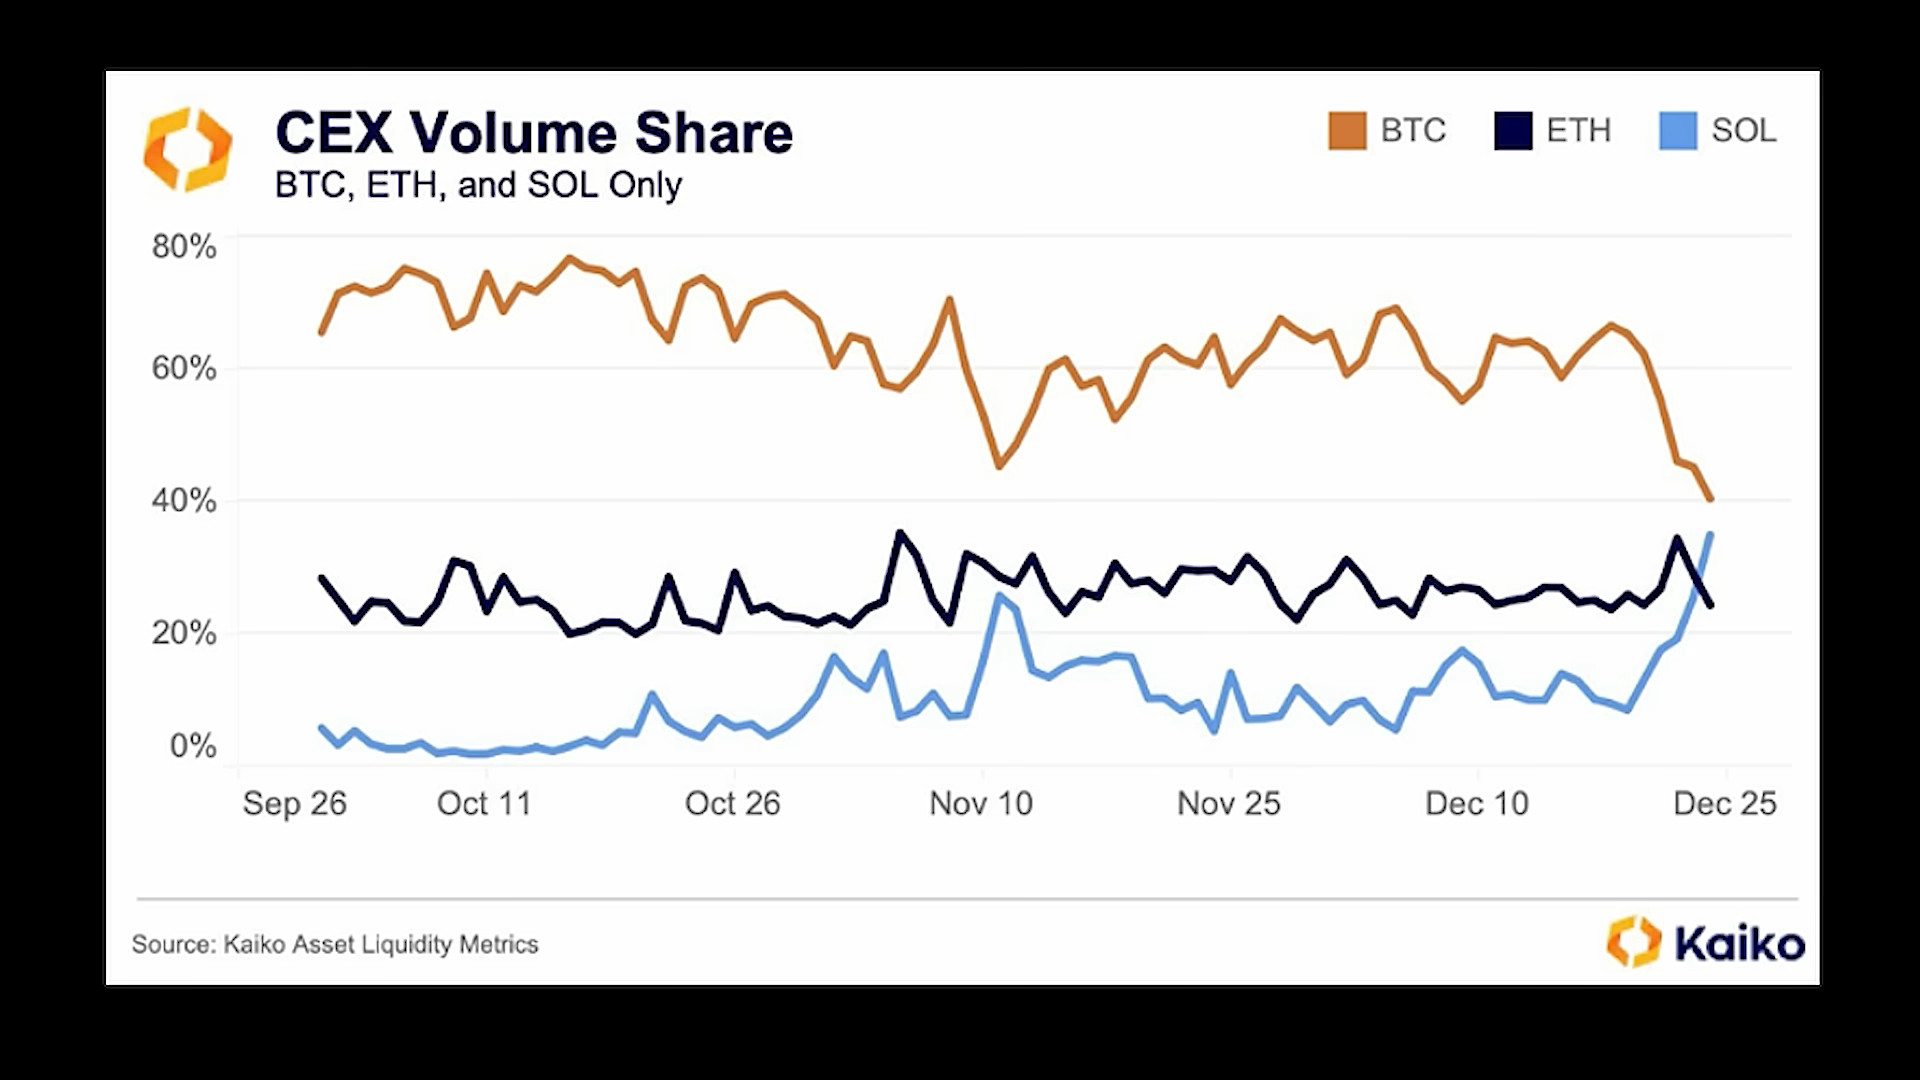 CEX Volume Share
BTC, ETH, and SOL Only
BTC ETH SOL
80%
60%
40%
20%
0%
Sep 26 Oct 11 Oct 26 Nov 10 Nov 25 Dec 10 Dec 25
Source: Kaiko Asset Liquidity Metrics
Kaiko